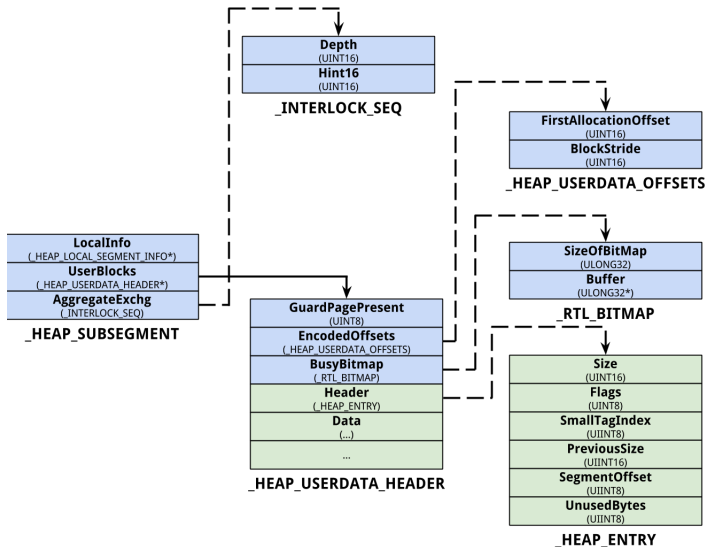 Depth
(UINT16)
Hint16
(UINT16)
_INTERLOCK_SEQ
FirstAllocationOffset
(UINT16)
BlockStride
(UINT16)
_HEAP_USERDATA_OFFSETS
LocalInfo
(_HEAP_LOCAL_SEGMENT_INFO*)
UserBlocks
(_HEAP_USERDATA_HEADER*)
AggregateExchg
(_INTERLOCK_SEQ)
_HEAP_SUBSEGMENT
SizeOfBitMap
(ULONG32)
Buffer
(ULONG32*)
_RTL_BITMAP
GuardPagePresent
(UINT8)
EncodedOffsets
(_HEAP_USERDATA_OFFSETS)
BusyBitmap
(_RTL_BITMAP)
Header
(_HEAP_ENTRY)
Data
(...)
...
_HEAP_USERDATA_HEADER
Size
(UINT16)
Flags
(UINT8)
SmallTagIndex
(UIINT8)
PreviousSize
(UIINT16)
SegmentOffset
(UIINT8)
UnusedBytes
(UIINT8)
_HEAP_ENTRY